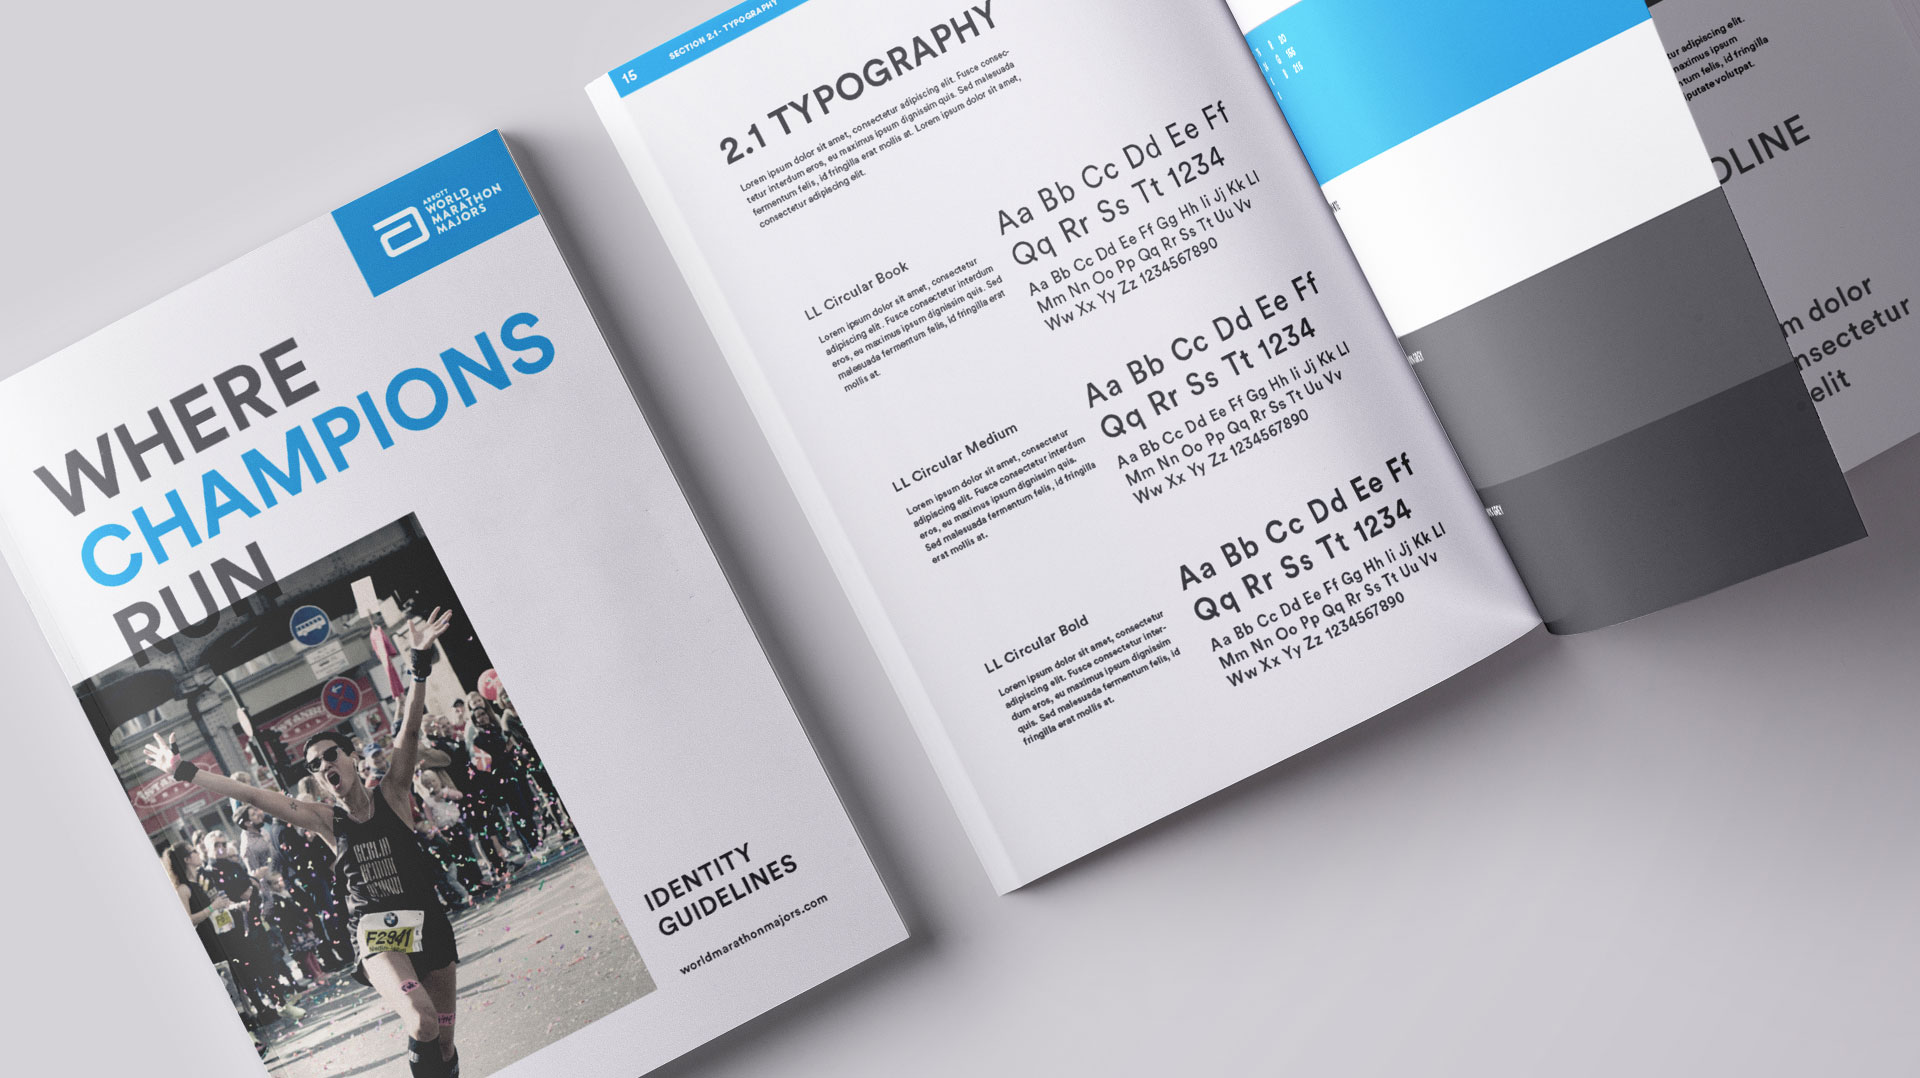 ABBOTT
WORLD
MARATHON
MAJORS
WHERE
CHAMPIONS
RUN
F2941
IDENTITY
GUIDELINES
worldmarathonmajors.com
15
SECTION 2.1 - TYPOGRAPHY
2.1 TYPOGRAPHY
Lorem ipsum dolor sit amet, consectetur adipiscing elit. Fusce consec-
tetur interdum eros, eu maximus ipsum dignissim quis. Sed malesuada
fermentum felis, id fringilla erat mollis at. Lorem ipsum dolor sit amet,
consectetur adipiscing elit.
LL Circular Book
Lorem ipsum dolor sit amet, consectetur
adipiscing elit. Fusce consectetur interdum
eros, eu maximus ipsum dignissim quis. Sed
malesuada fermentum felis, id fringilla erat
mollis at.
Aa Bb Cc Dd Ee Ff
Qq Rr Ss Tt 1234
Aa Bb Cc Dd Ee Ff Gg Hh Ii Jj Kk Ll
Mm Nn Oo Pp Qq Rr Ss Tt Uu Vv
Ww Xx Yy Zz 1234567890
LL Circular Medium
Lorem ipsum dolor sit amet, consectetur
adipiscing elit. Fusce consectetur interdum
eros, eu maximus ipsum dignissim quis.
Sed malesuada fermentum felis, id fringilla
erat mollis at.
Aa Bb Cc Dd Ee Ff
Qq Rr Ss Tt 1234
Aa Bb Cc Dd Ee Ff Gg Hh Ii Jj Kk Ll
Mm Nn Oo Pp Qq Rr Ss Tt Uu Vv
Ww Xx Yy Zz 1234567890
LL Circular Bold
Lorem ipsum dolor sit amet, consectetur
adipiscing elit. Fusce consectetur inter-
dum eros, eu maximus ipsum dignissim
quis. Sed malesuada fermentum felis, id
fringilla erat mollis at.
Aa Bb Cc Dd Ee Ff
Qq Rr Ss Tt 1234
Aa Bb Cc Dd Ee Ff Gg Hh Ii Jj Kk Ll
Mm Nn Oo Pp Qq Rr Ss Tt Uu Vv
Ww Xx Yy Zz 1234567890
tur adipiscing elit.
maximus ipsum
ntum felis, id fringilla
putate volutpat.
OLINE
m dolor
nsectetur
elit